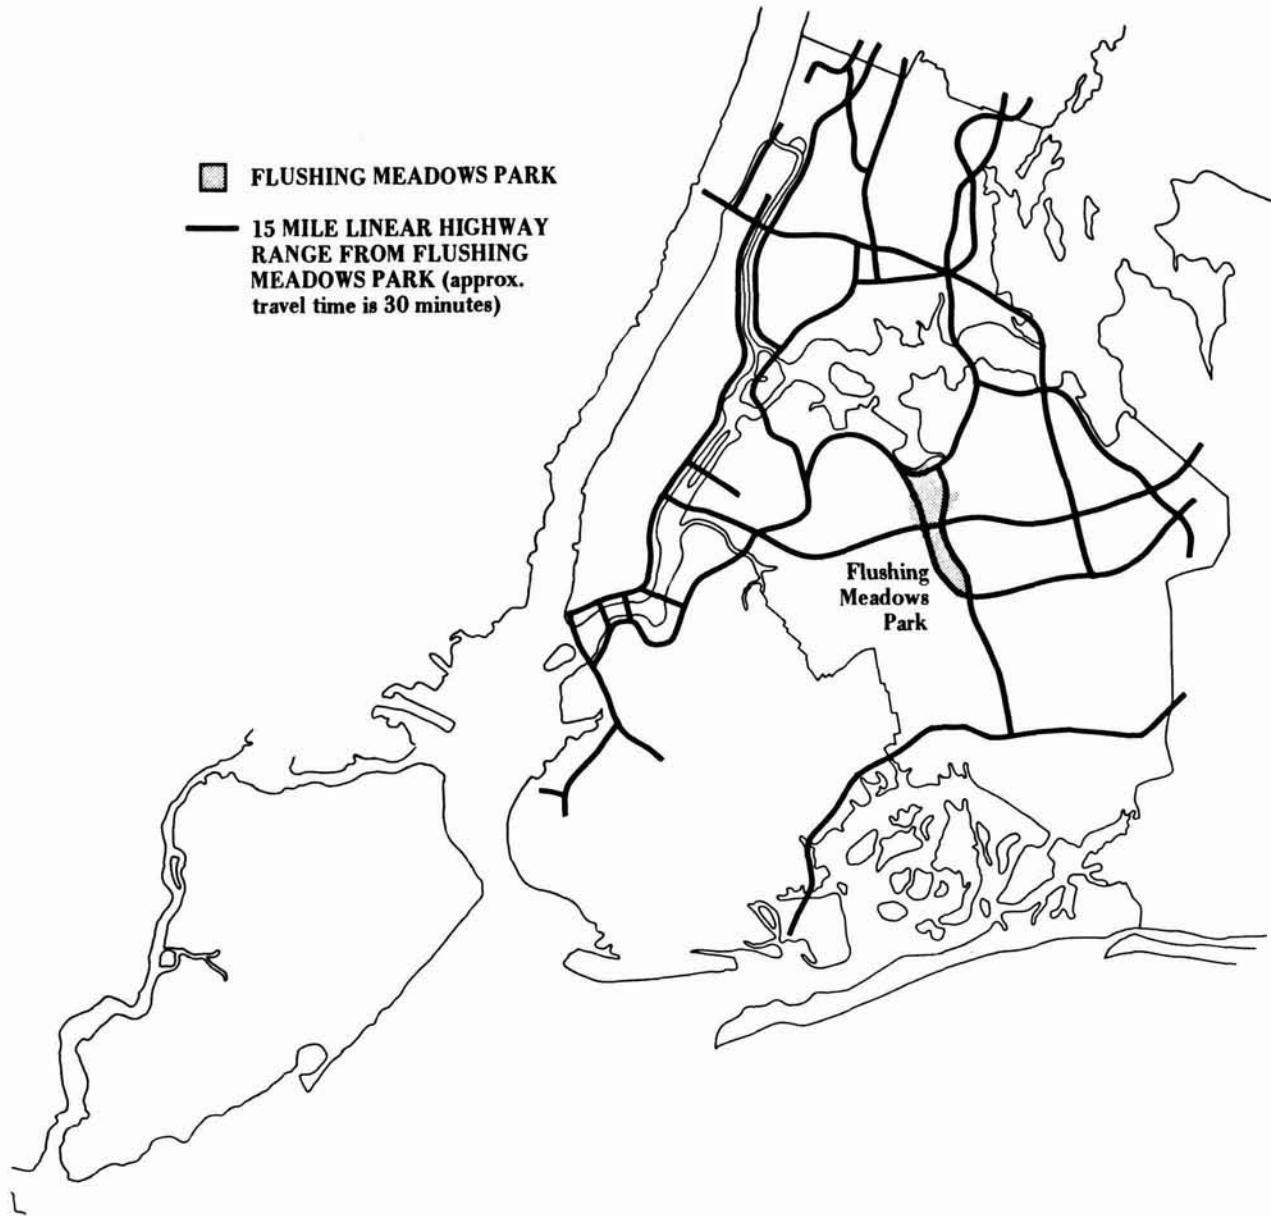 FLUSHING MEADOWS PARK
15 MILE LINEAR HIGHWAY
RANGE FROM FLUSHING
MEADOWS PARK (approx.
travel time is 30 minutes)
Flushing
Meadows
Park